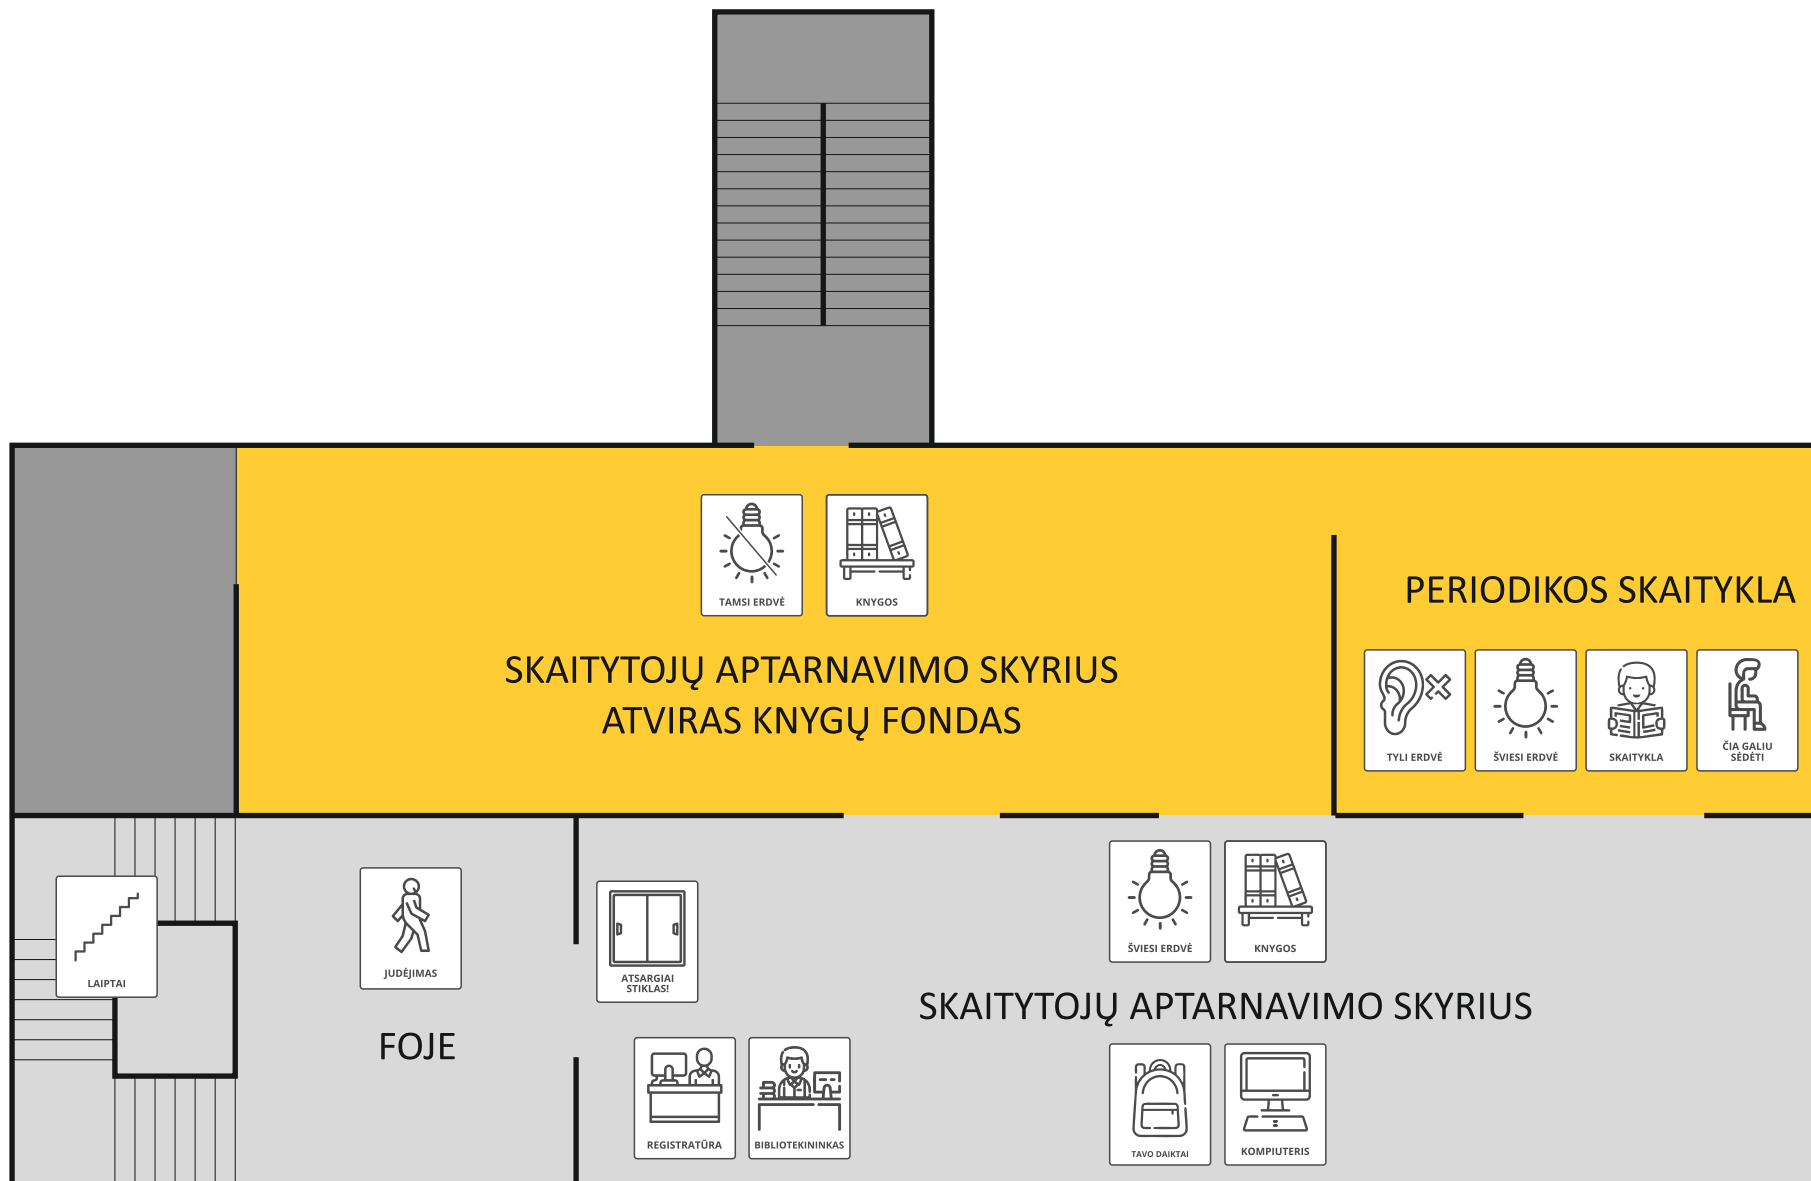 TAMSI ERDVĖ
KNYGOS
SKAITYTOJŲ APTARNAVIMO SKYRIUS
ATVIRAS KNYGŲ FONDAS
PERIODIKOS SKAITYKLA
TYLI ERDVĖ
ŠVIESI ERDVĖ
SKAITYKLA
ČIA GALIU
SĖDĖTI
LAIPTAI
JUDĖJIMAS
FOJE
ATSARGIAI
STIKLAS!
REGISTRATŪRA
BIBLIOTEKININKAS
ŠVIESI ERDVĖ
KNYGOS
SKAITYTOJŲ APTARNAVIMO SKYRIUS
TAVO DAIKTAI
KOMPIUTERIS